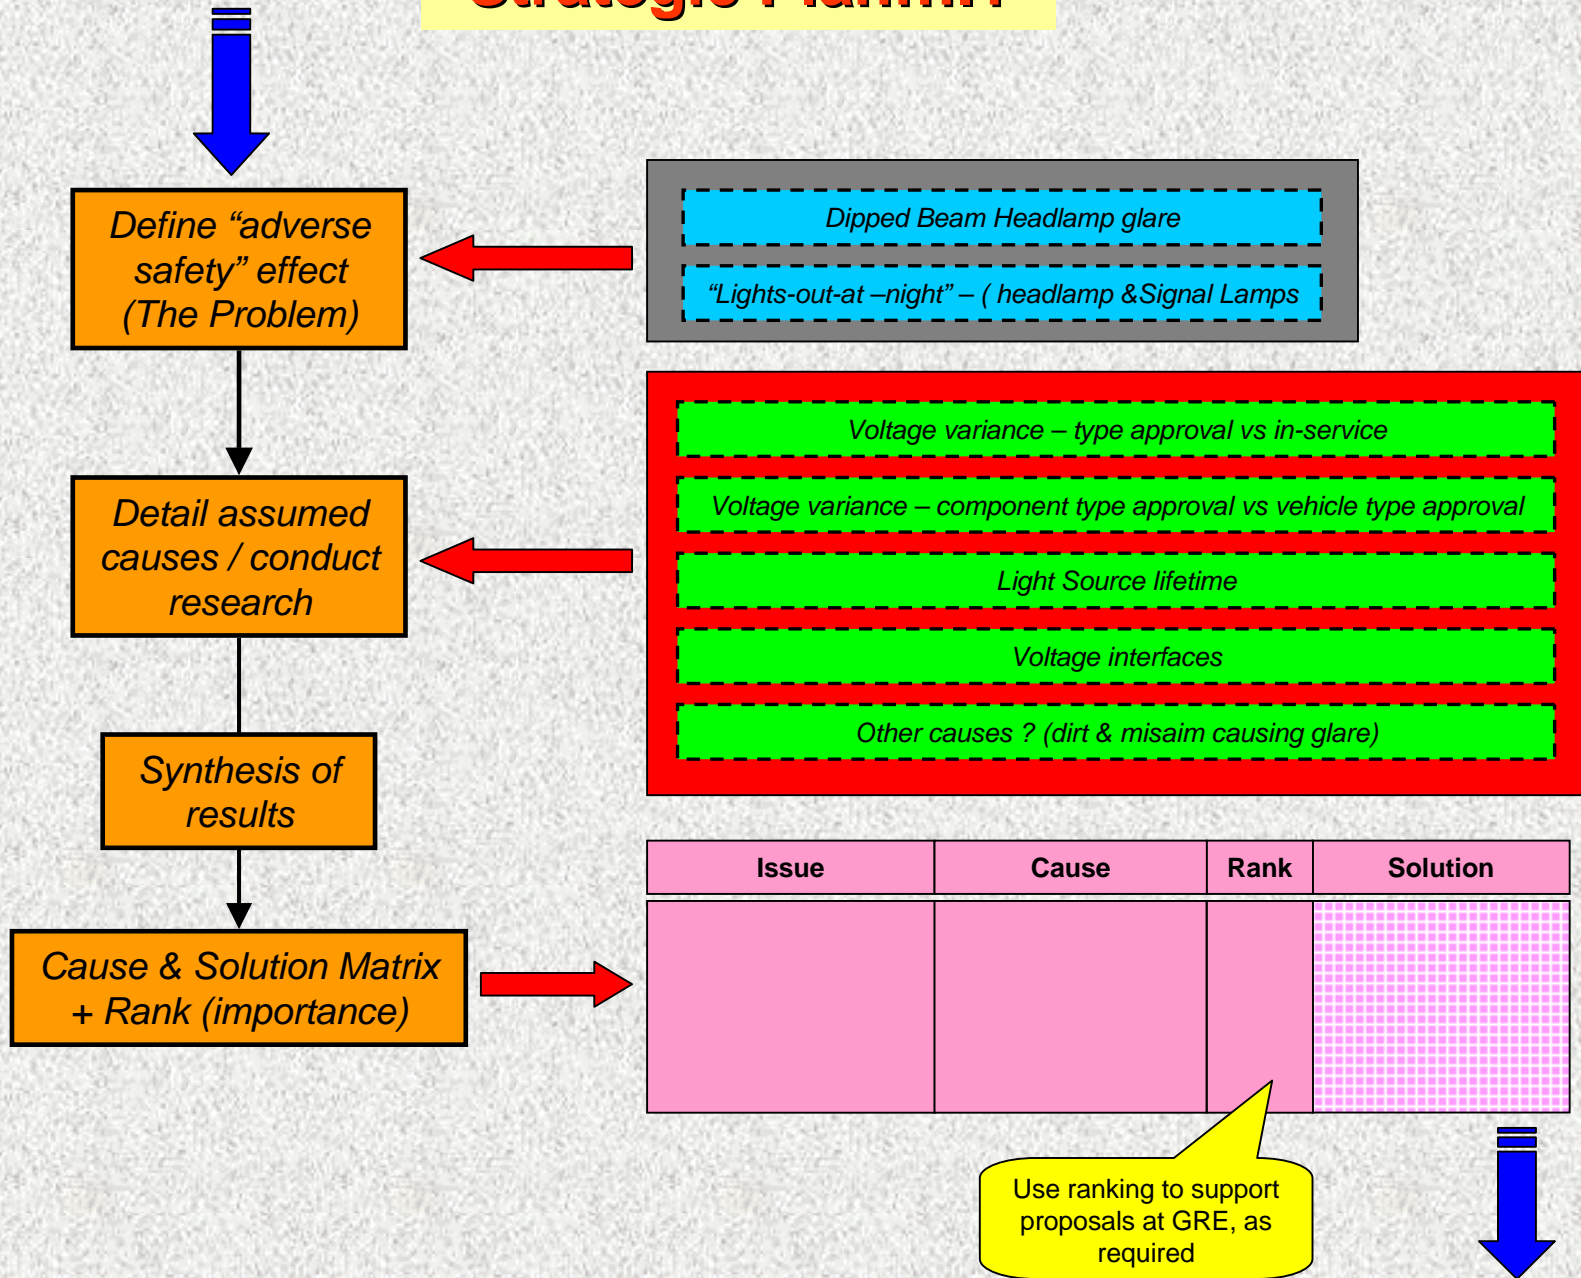 Strategic
Define “adverse
safety” effect
(The Problem)
Dipped Beam Headlamp glare
“Lights-out-at –night” – ( headlamp &Signal Lamps
Detail assumed
causes / conduct
research
Voltage variance – type approval vs in-service
Voltage variance – component type approval vs vehicle type approval
Light Source lifetime
Voltage interfaces
Other causes ? (dirt & misaim causing glare)
Synthesis of
results
Issue Cause Rank Solution
Cause & Solution Matrix
+ Rank (importance)
Use ranking to support
proposals at GRE, as
required